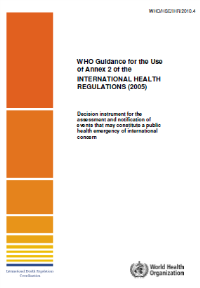 WHO/HSE/IHR/2010.4
WHO Guidance for the Use
of Annex 2 of the
INTERNATIONAL HEALTH
REGULATIONS (2005)
Decision instrument for the
assessment and notification of
events that may constitute a public
health emergency of international
concern
International Health Regulations
Coordination
World Health
Organization